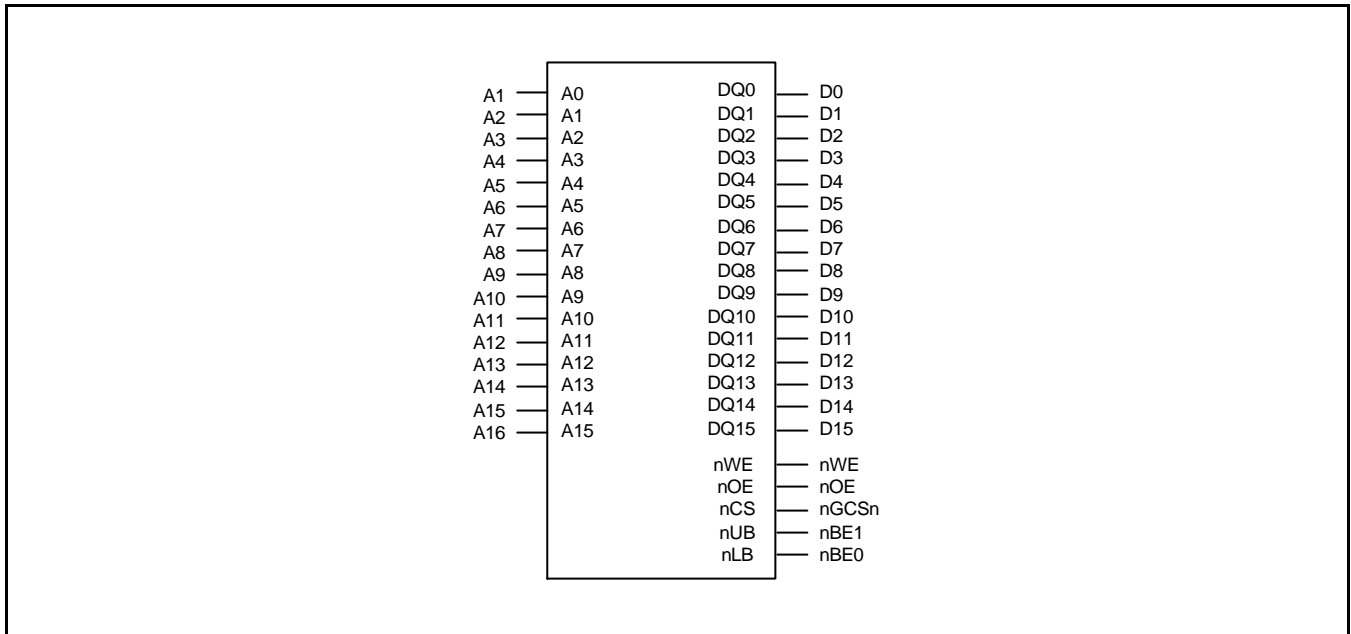 A1 A0 DQ0 D0
A2 A1 DQ1 D1
A3 A2 DQ2 D2
A4 A3 DQ3 D3
A5 A4 DQ4 D4
A6 A5 DQ5 D5
A7 A6 DQ6 D6
A8 A7 DQ7 D7
A9 A8 DQ8 D8
A10 A9 DQ9 D9
A11 A10 DQ10 D10
A12 A11 DQ11 D11
A13 A12 DQ12 D12
A14 A13 DQ13 D13
A15 A14 DQ14 D14
A16 A15 DQ15 D15
nWE nWE
nOE nOE
nCS nGCSn
nUB nBE1
nLB nBE0